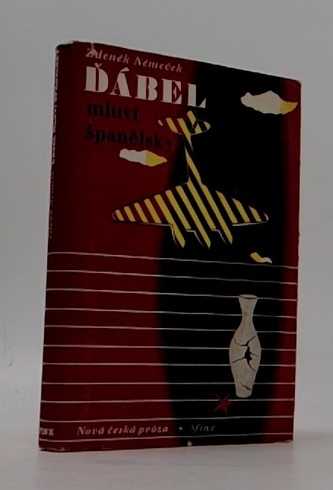 Zdeněk Němeček
ĎÁBEL
mluví
španělsky
Nová česká próza • Sfinx